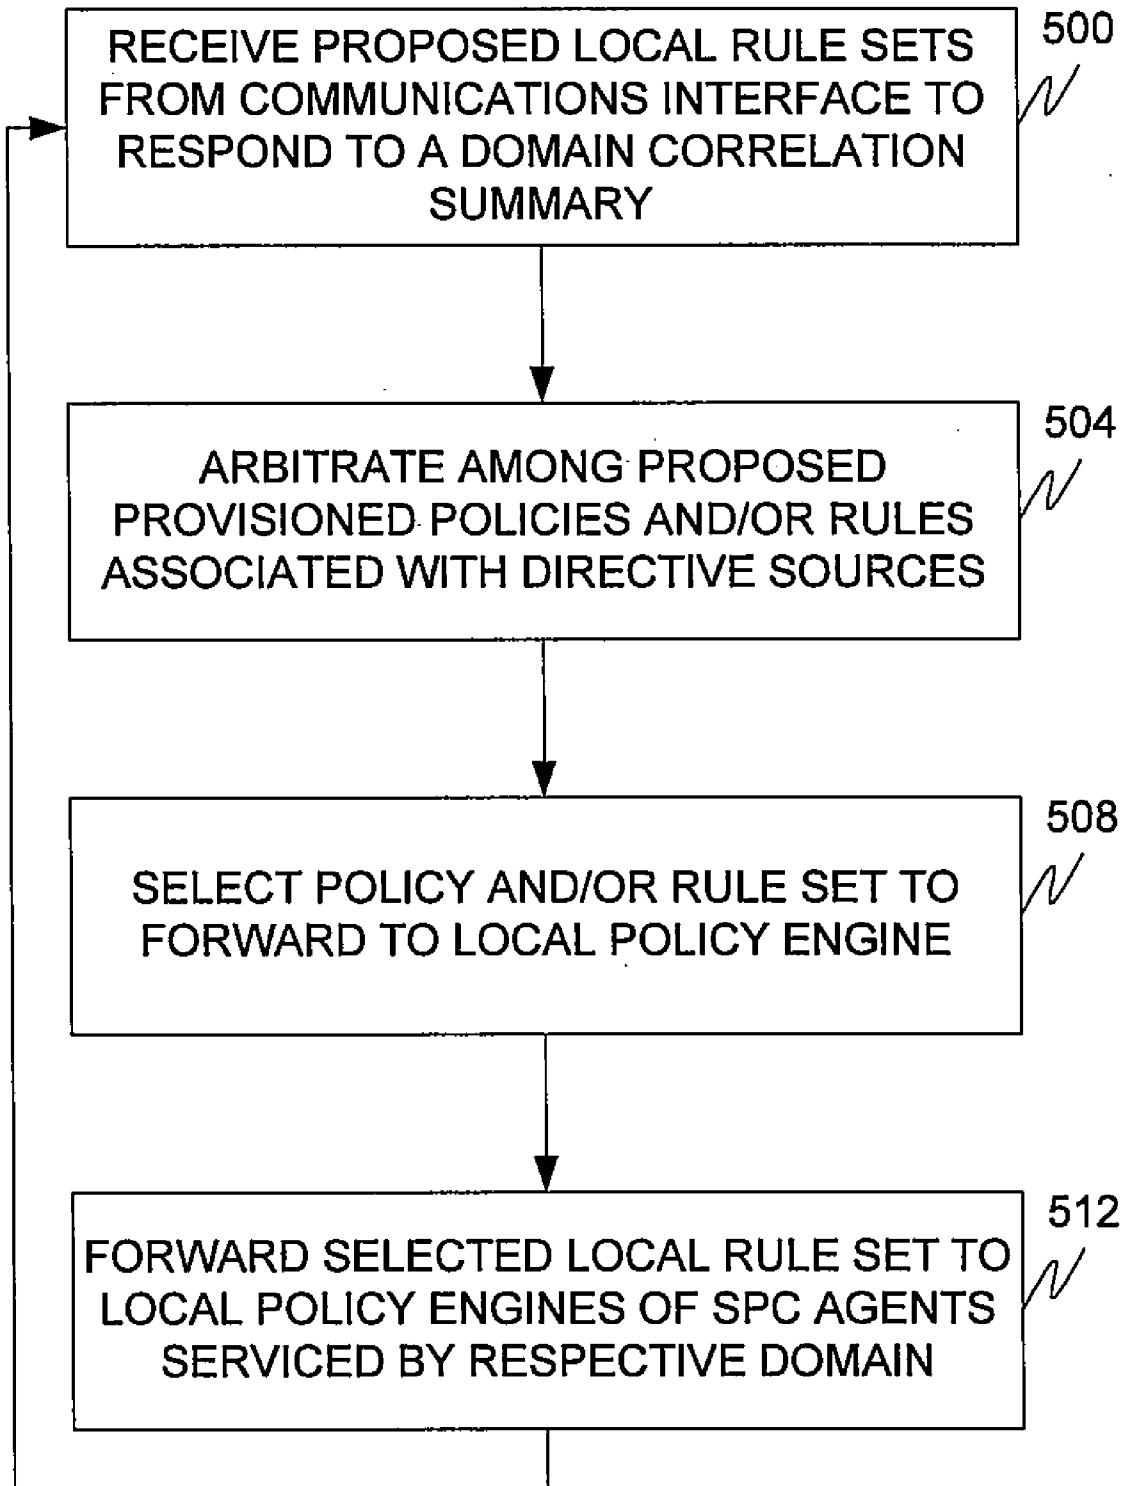 RECEIVE PROPOSED LOCAL RULE SETS
FROM COMMUNICATIONS INTERFACE TO
RESPOND TO A DOMAIN CORRELATION
SUMMARY
500
ARBITRATE AMONG PROPOSED
PROVISIONED POLICIES AND/OR RULES
ASSOCIATED WITH DIRECTIVE SOURCES
504
SELECT POLICY AND/OR RULE SET TO
FORWARD TO LOCAL POLICY ENGINE
508
FORWARD SELECTED LOCAL RULE SET TO
LOCAL POLICY ENGINES OF SPC AGENTS
SERVICED BY RESPECTIVE DOMAIN
512